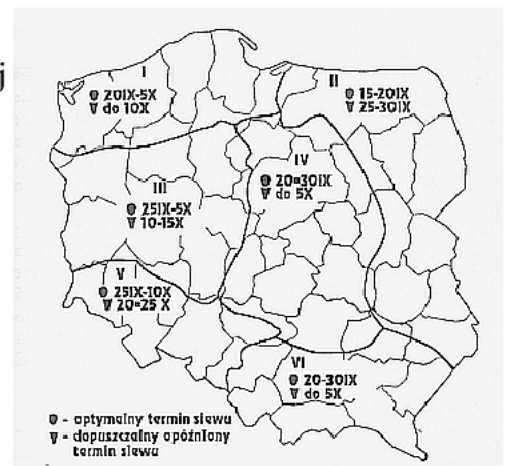 j
I
20IX-5X
do 10X
II
15-20IX
25-30IX
IV
20-30IX
do 5X
III
25IX-5X
10-15X
V
25IX-10X
20-25 X
VI
20-30IX
do 5X
- optymalny termin siewu
- dopuszczalny opóźniony
termin siewu